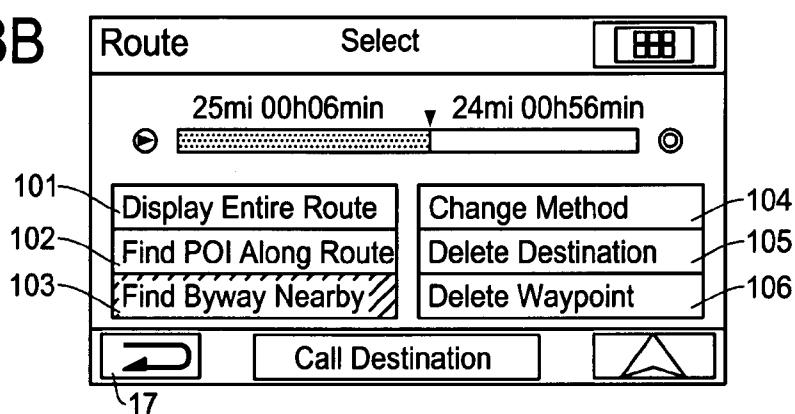 3B
Route Select
25mi 00h06min 24mi 00h56min
101 Display Entire Route Change Method 104
102 Find POI Along Route Delete Destination 105
103 Find Byway Nearby Delete Waypoint 106
Call Destination
17